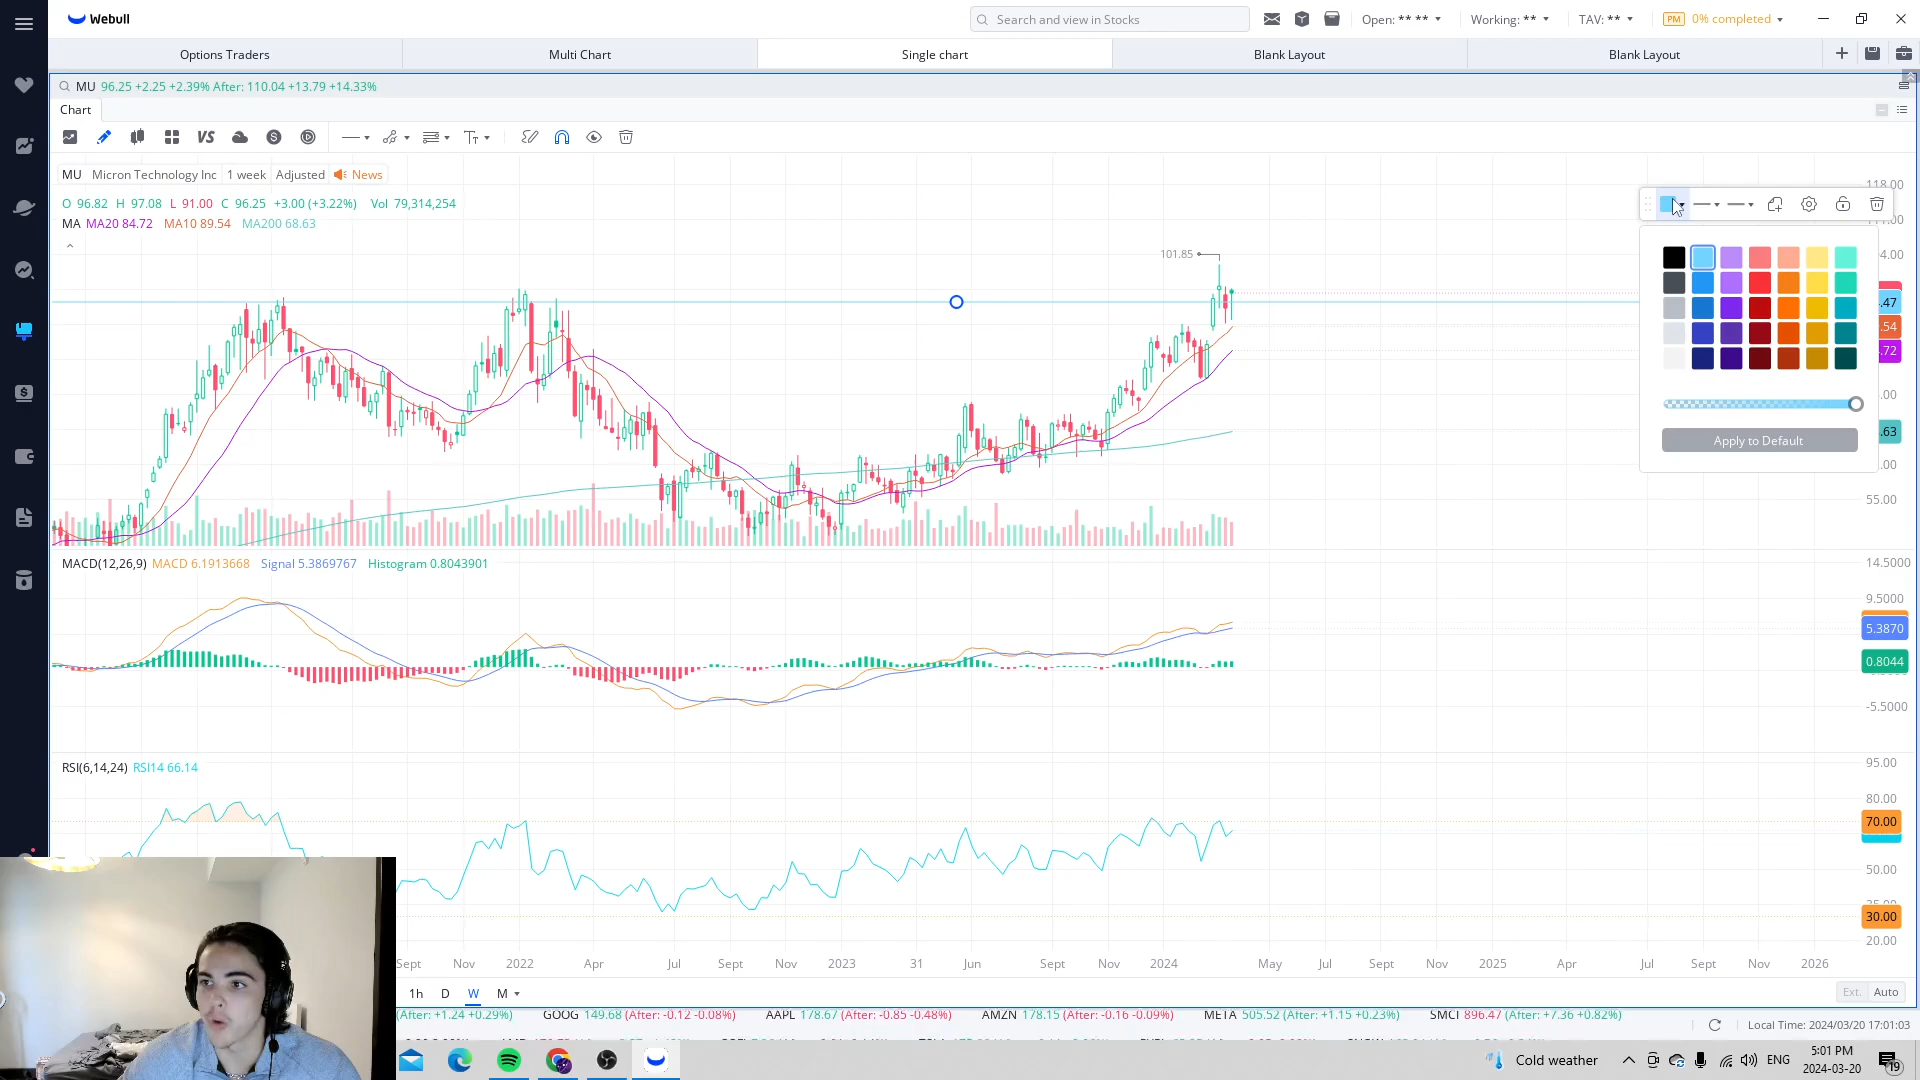 Webull
Search and view in Stocks
Open: ** **
Working: **
TAV: **
PM 0% completed
Options Traders
Multi Chart
Single chart
Blank Layout
Blank Layout
MU 96.25 +2.25 +2.39% After: 110.04 +13.79 +14.33%
Chart
VS
S
MU Micron Technology Inc 1 week Adjusted News
O 96.82 H 97.08 L 91.00 C 96.25 +3.00 (+3.22%) Vol 79,314,254
MA MA20 84.72 MA10 89.54 MA200 68.63
118.00
101.85
.47
.54
.72
.63
Apply to Default
55.00
MACD(12,26,9) MACD 6.1913668 Signal 5.3869767 Histogram 0.8043901
14.5000
9.5000
5.3870
0.8044
-5.5000
RSI(6,14,24) RSI14 66.14
95.00
80.00
70.00
50.00
30.00
20.00
Sept Nov 2022 Apr Jul Sept Nov 2023 31 Jun Sept Nov 2024 May Jul Sept Nov 2025 Apr Jul Sept Nov 2026
1h D W M
Ext. Auto
(After: +1.24 +0.29%) GOOG 149.68 (After: -0.12 -0.08%) AAPL 178.67 (After: -0.85 -0.48%) AMZN 178.15 (After: -0.16 -0.09%) META 505.52 (After: +1.15 +0.23%) SMCI 896.47 (After: +7.36 +0.82%)
Local Time: 2024/03/20 17:01:03
Cold weather
ENG
5:01 PM
2024-03-20
19